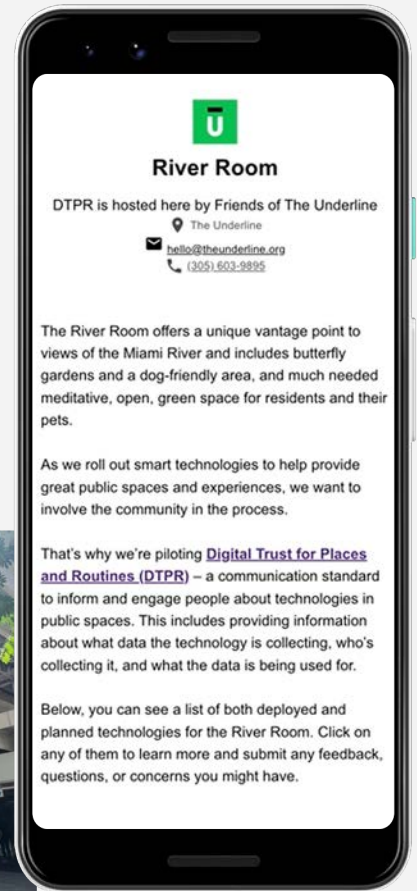 Ū
River Room
DTPR is hosted here by Friends of The Underline
The Underline
hello@theunderline.org
(305) 603-9895
The River Room offers a unique vantage point to
views of the Miami River and includes butterfly
gardens and a dog-friendly area, and much needed
meditative, open, green space for residents and their
pets.
As we roll out smart technologies to help provide
great public spaces and experiences, we want to
involve the community in the process.
That's why we're piloting Digital Trust for Places
and Routines (DTPR) – a communication standard
to inform and engage people about technologies in
public spaces. This includes providing information
about what data the technology is collecting, who's
collecting it, and what the data is being used for.
Below, you can see a list of both deployed and
planned technologies for the River Room. Click on
any of them to learn more and submit any feedback,
questions, or concerns you might have.